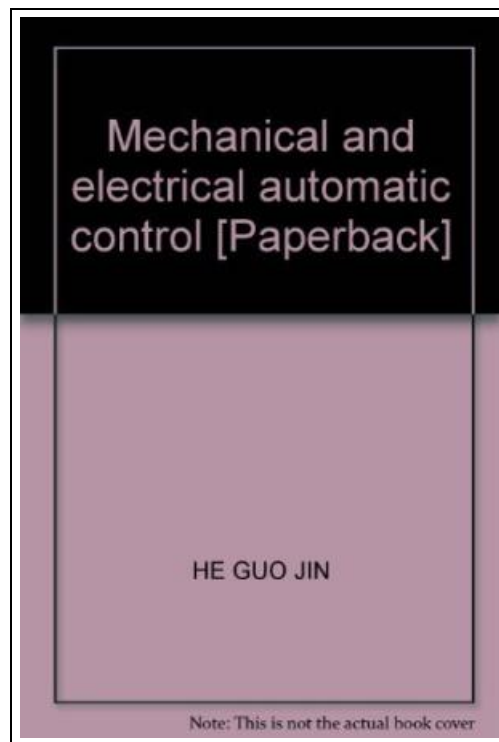 Mechanical and
electrical automatic
control [Paperback]
HE GUO JIN
Note: This is not the actual book cover